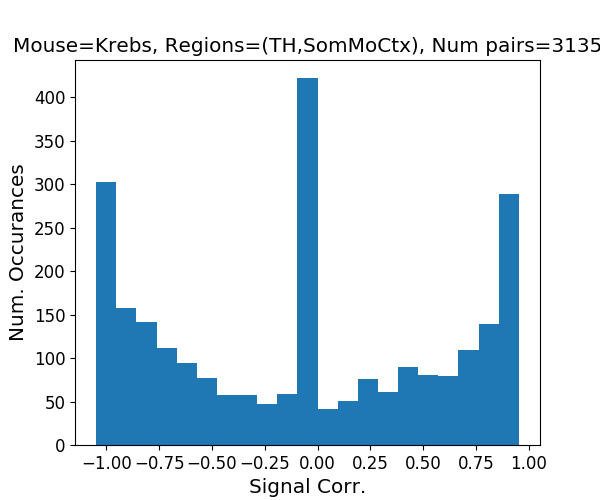 Mouse=Krebs, Regions=(TH,SomMoCtx), Num pairs=3135
400
350
300
250
200
150
100
50
0
Num. Occurances
−1.00 −0.75 −0.50 −0.25 0.00 0.25 0.50 0.75 1.00
Signal Corr.